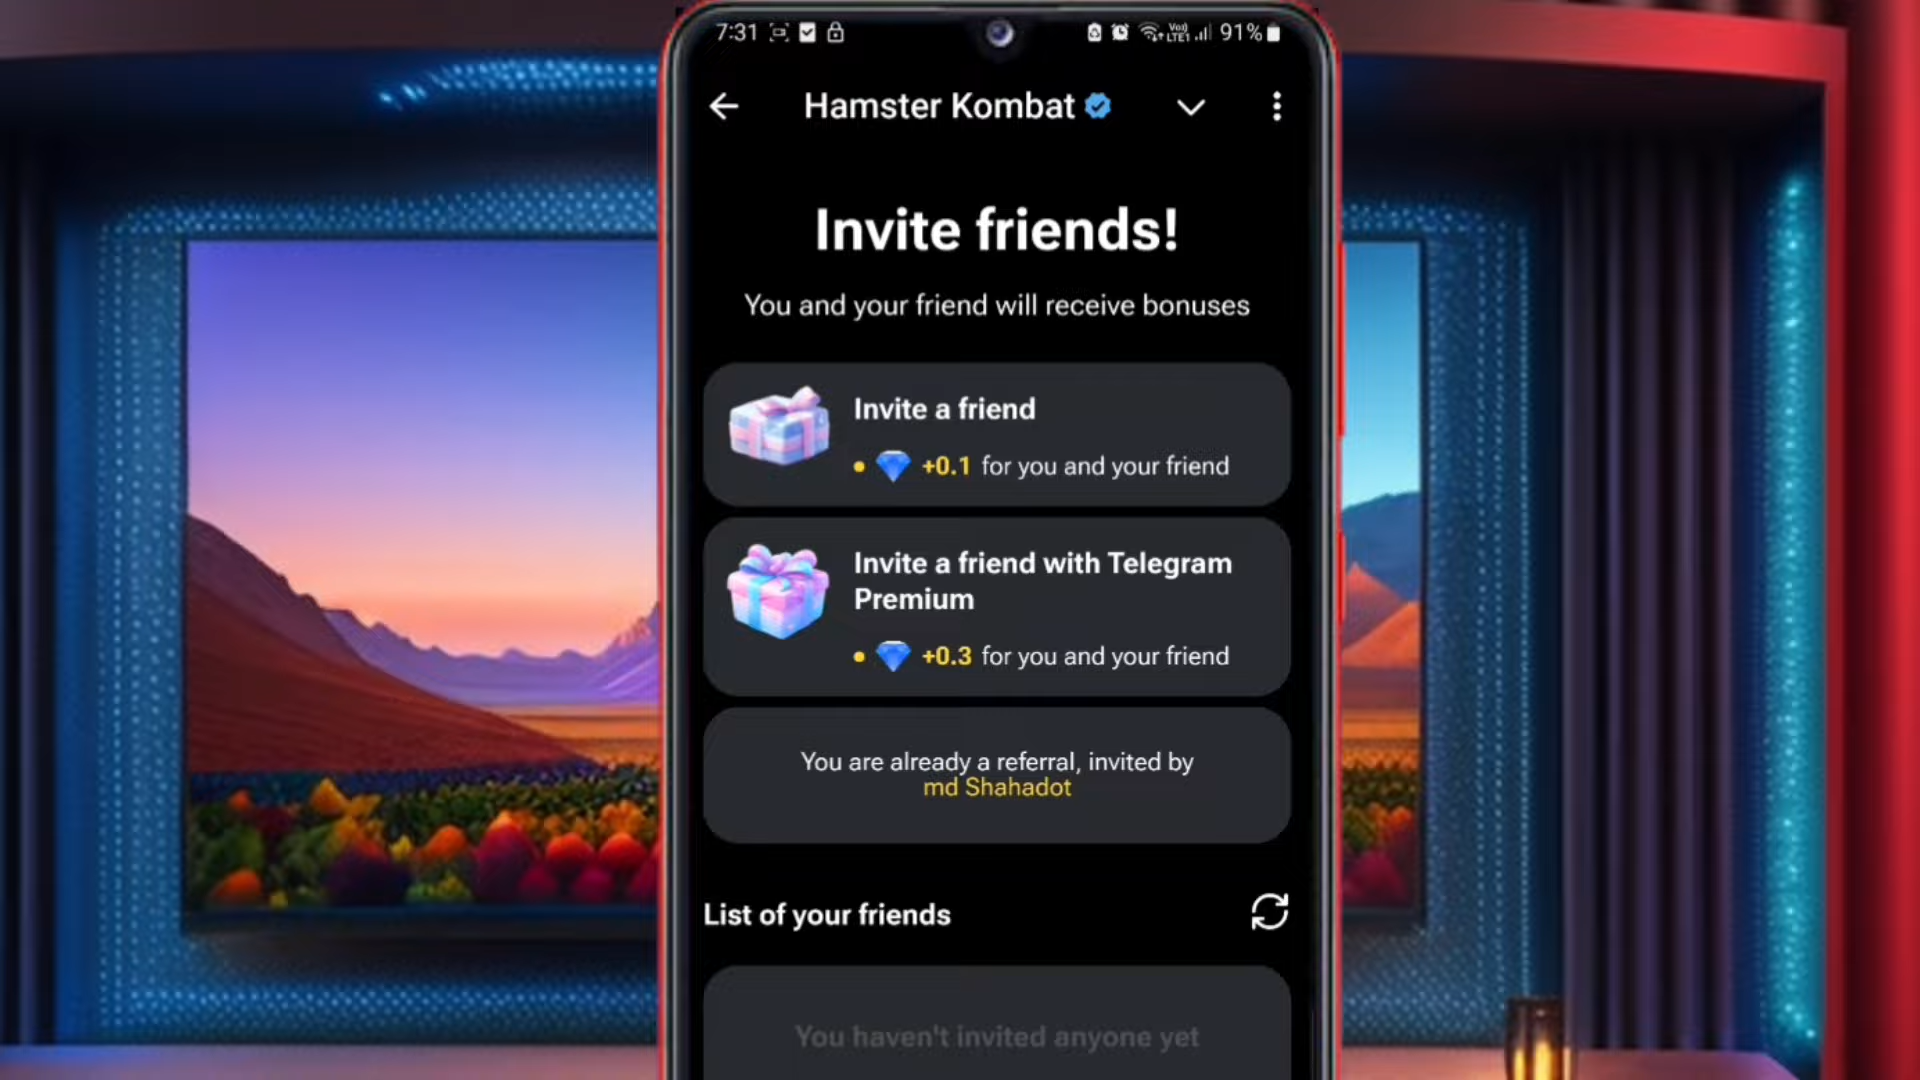 7:31
Vo)) LTE1 91%
Hamster Kombat
Invite friends!
You and your friend will receive bonuses
Invite a friend
+0.1 for you and your friend
Invite a friend with Telegram
Premium
+0.3 for you and your friend
You are already a referral, invited by
md Shahadot
List of your friends
You haven't invited anyone yet